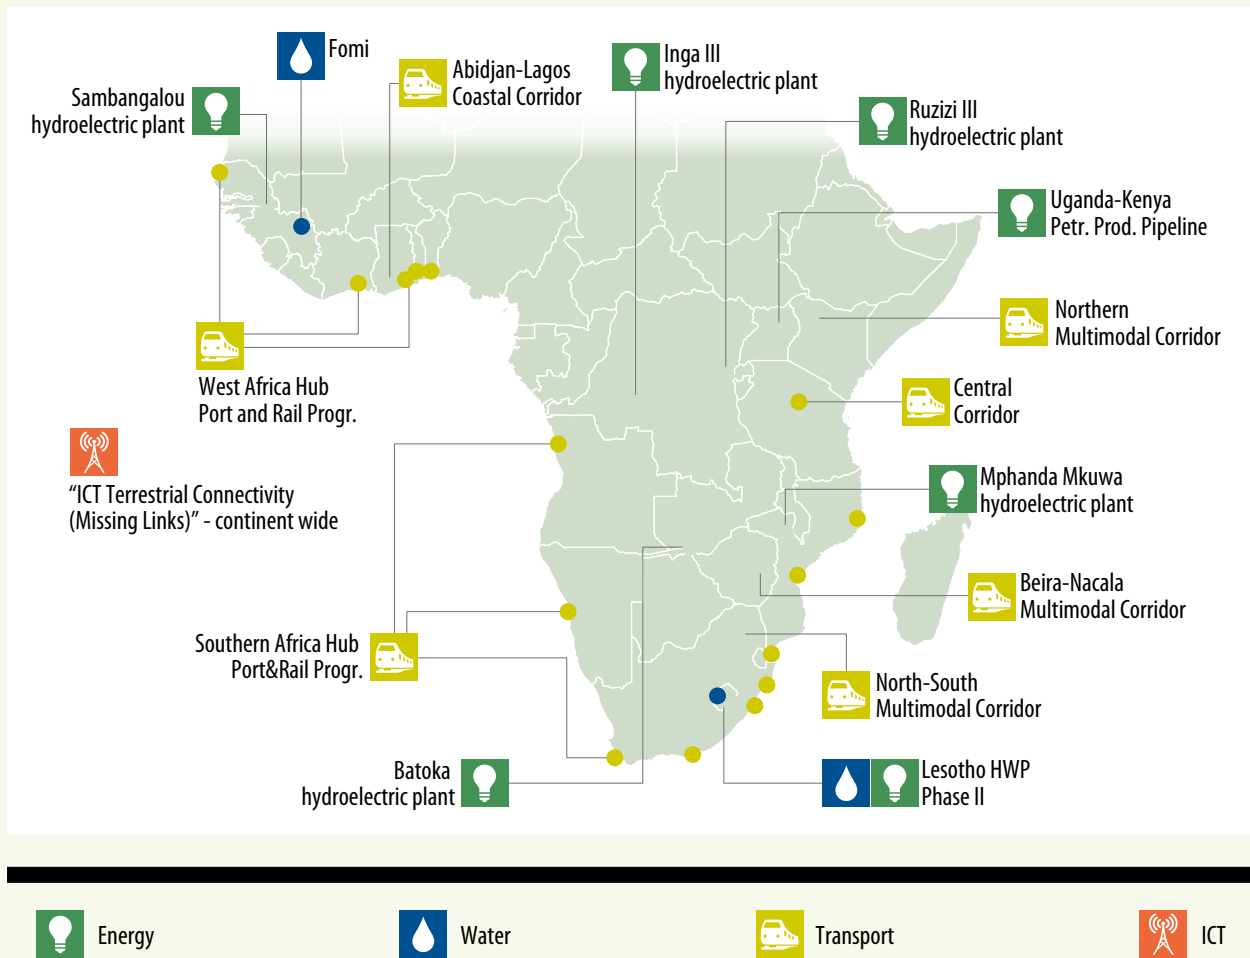 Fomi
Sambangalou
hydroelectric plant
Abidjan-Lagos
Coastal Corridor
Inga III
hydroelectric plant
Ruzizi III
hydroelectric plant
Uganda-Kenya
Petr. Prod. Pipeline
Northern
Multimodal Corridor
West Africa Hub
Port and Rail Progr.
Central
Corridor
"ICT Terrestrial Connectivity
(Missing Links)" - continent wide
Mphanda Mkuwa
hydroelectric plant
Beira-Nacala
Multimodal Corridor
Southern Africa Hub
Port&Rail Progr.
North-South
Multimodal Corridor
Batoka
hydroelectric plant
Lesotho HWP
Phase II
Energy
Water
Transport
ICT